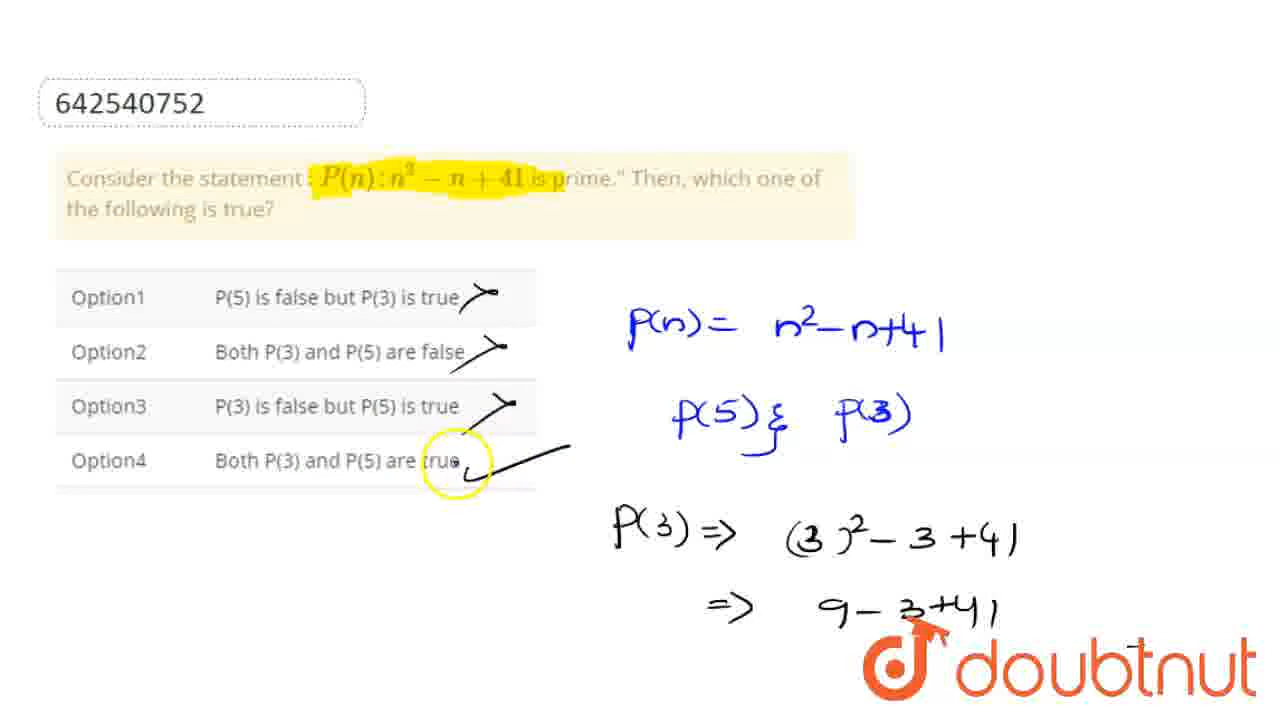 642540752
Consider the statement : P(n) : n² − n + 41 is prime." Then, which one of
the following is true?
Option1 P(5) is false but P(3) is true
Option2 Both P(3) and P(5) are false
Option3 P(3) is false but P(5) is true
Option4 Both P(3) and P(5) are true
P(n) = n² − n + 41
P(5) & P(3)
P(3) ⇒ (3)² − 3 + 41
⇒ 9 − 3 + 41
doubtnut